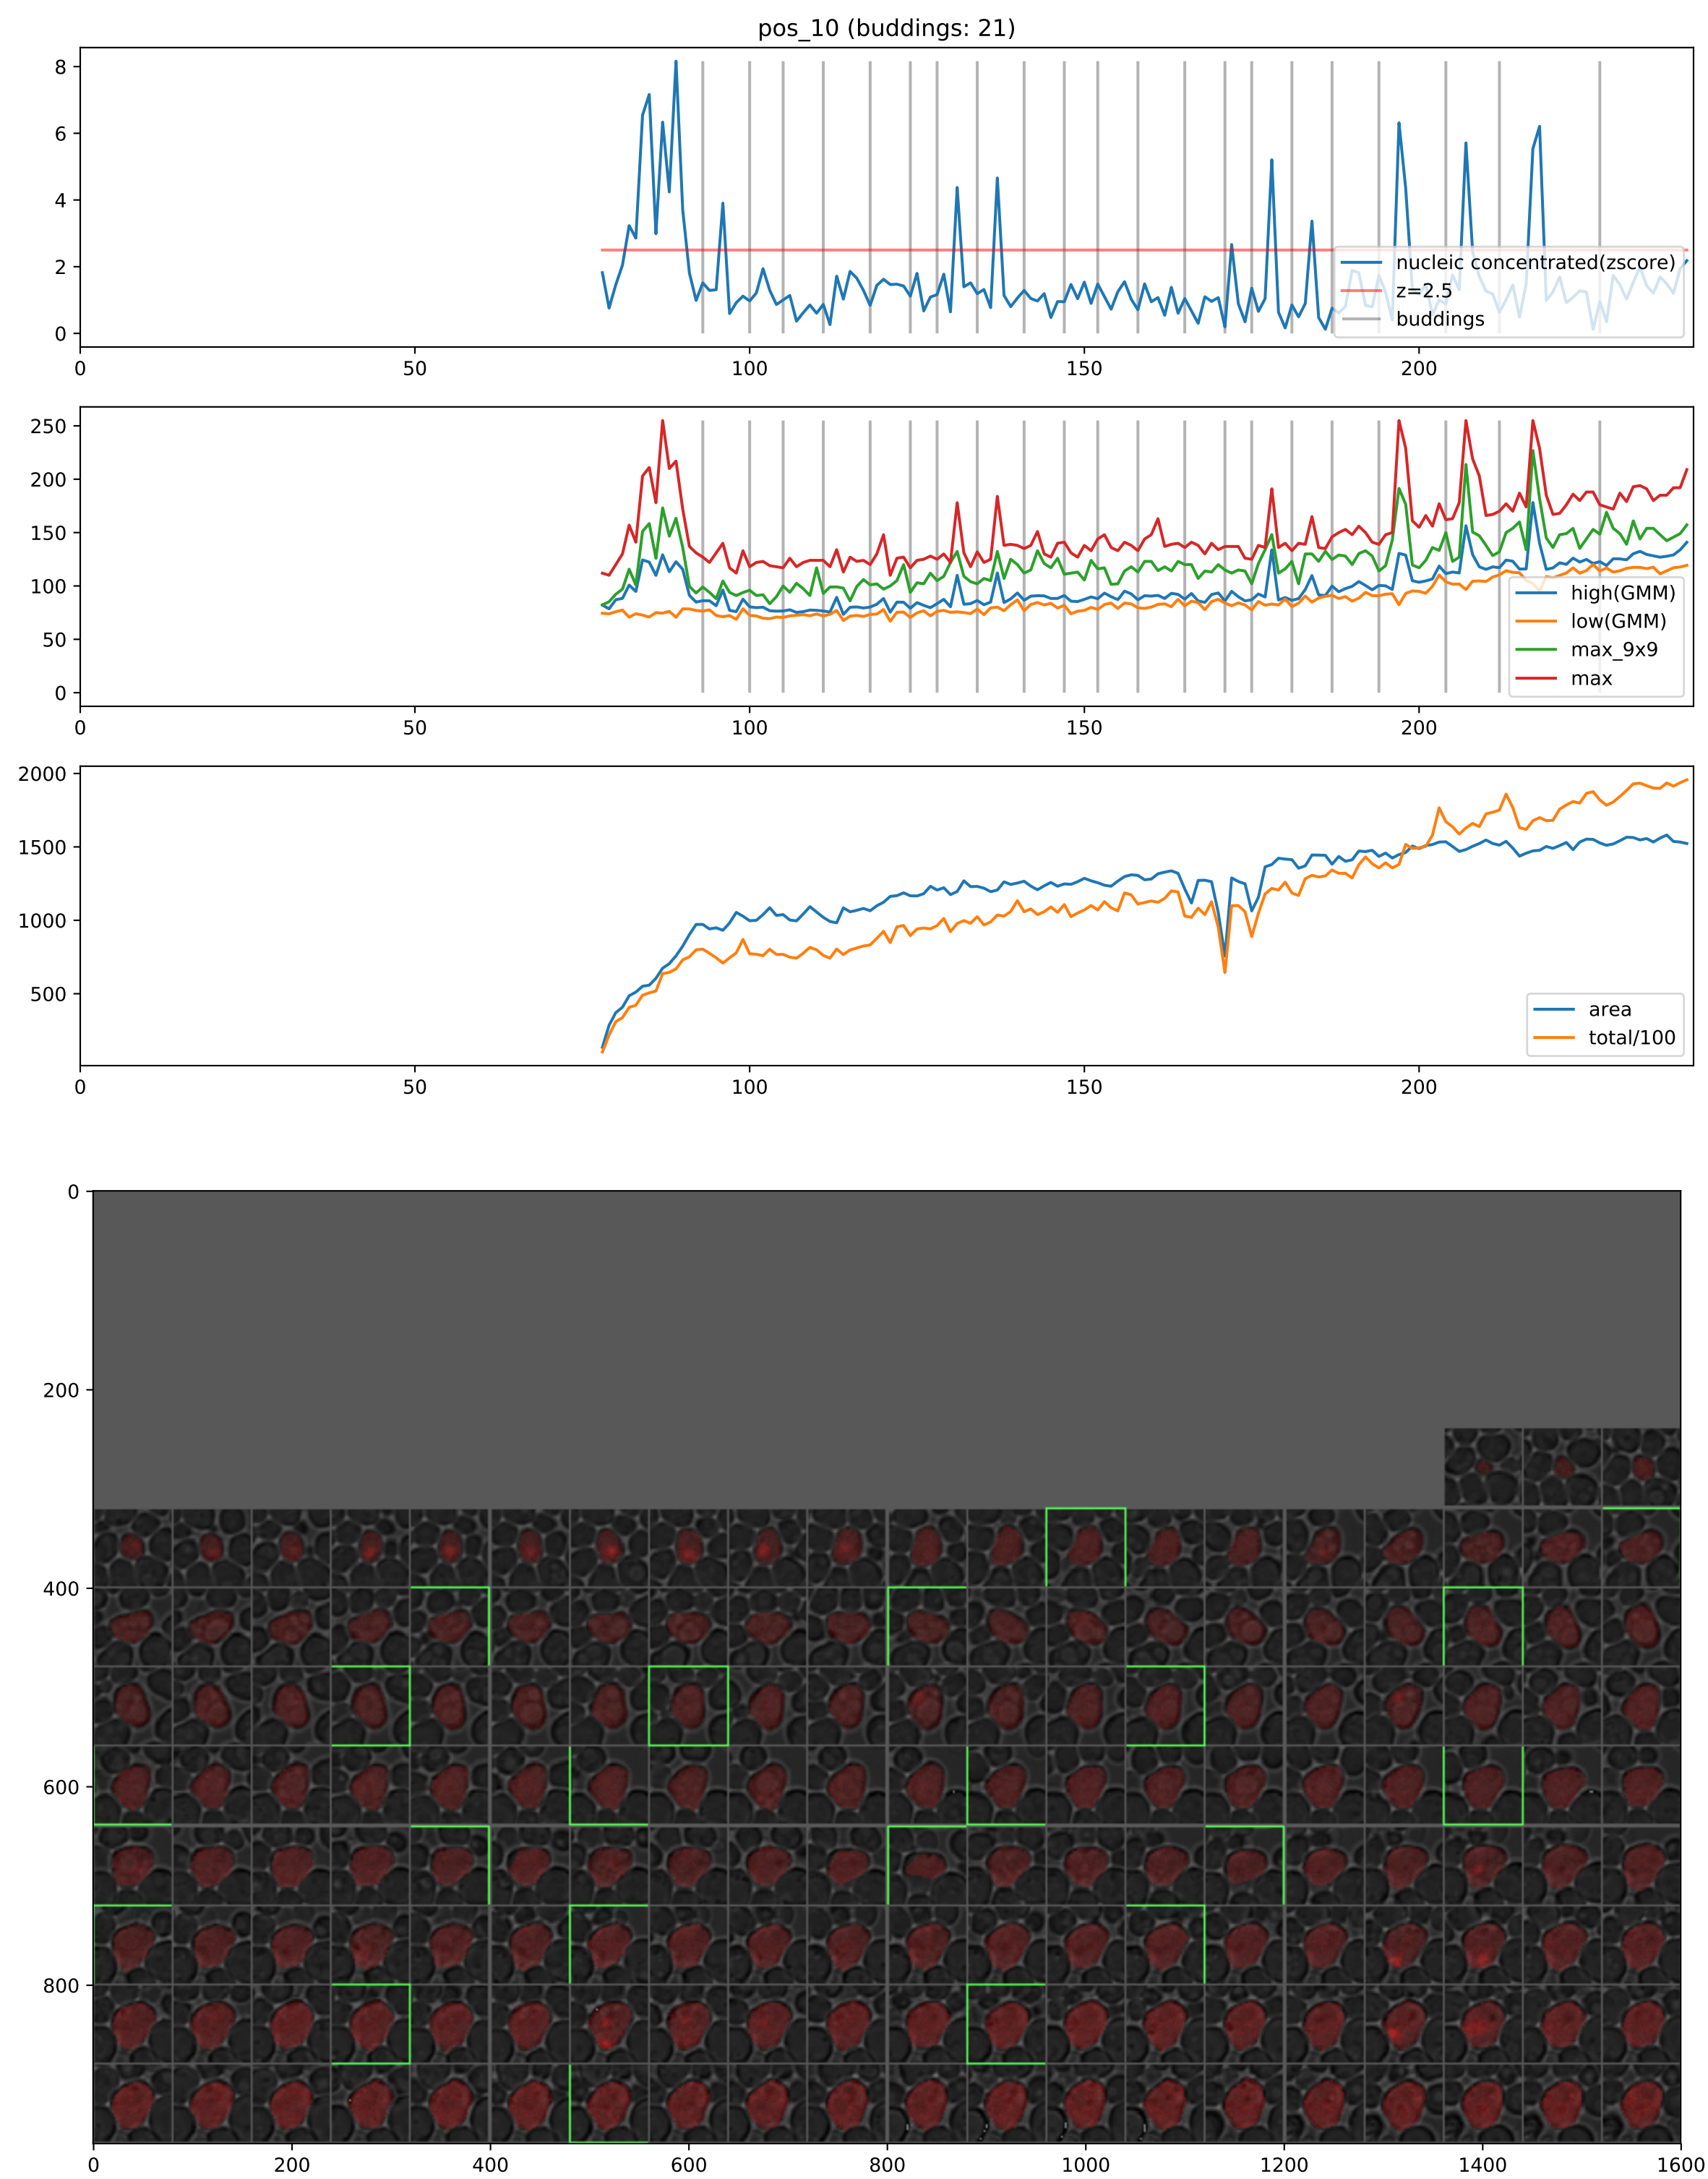 pos_10 (buddings: 21)
8
6
4
2
0
nucleic concentrated(zscore)
z=2.5
buddings
0 50 100 150 200
250
200
150
100
50
0
high(GMM)
low(GMM)
max_9x9
max
0 50 100 150 200
2000
1500
1000
500
area
total/100
0 50 100 150 200
0
200
400
600
800
0 200 400 600 800 1000 1200 1400 1600